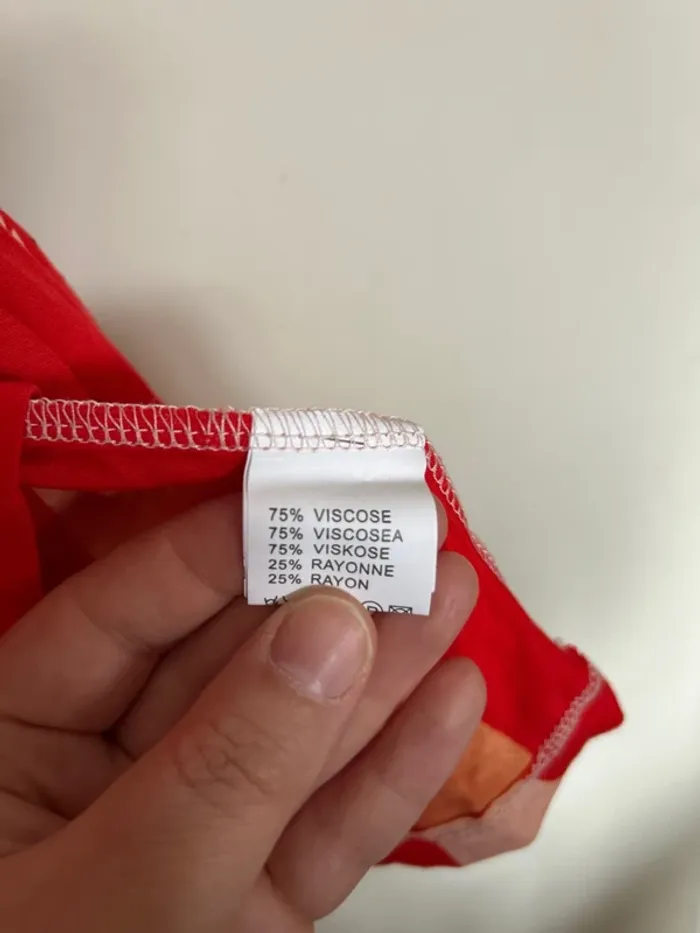 75% VISCOSE
75% VISCOSEA
75% VISKOSE
25% RAYONNE
25% RAYON